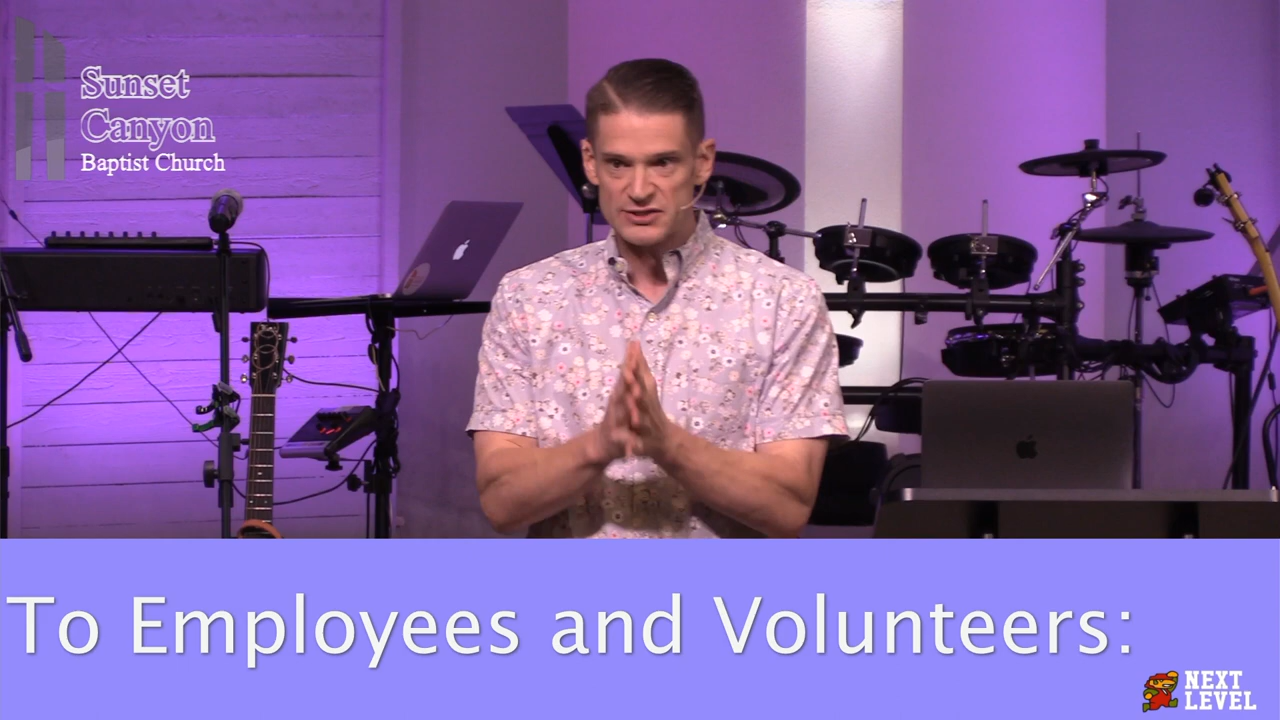 Sunset
Canyon
Baptist Church
To Employees and Volunteers:
NEXT
LEVEL